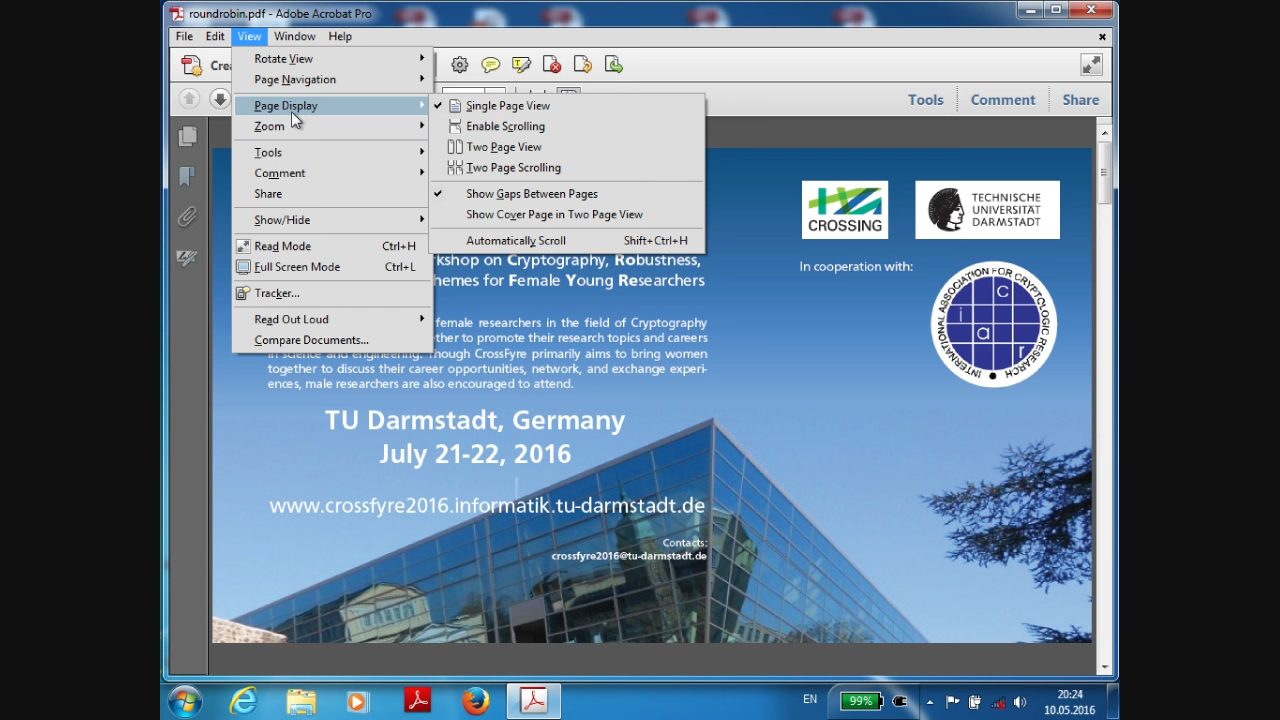 roundrobin.pdf - Adobe Acrobat Pro
File Edit View Window Help
Rotate View
Page Navigation
Page Display
Zoom
Tools
Comment
Share
Show/Hide
Read Mode Ctrl+H
Full Screen Mode Ctrl+L
Tracker...
Read Out Loud
Compare Documents...
Single Page View
Enable Scrolling
Two Page View
Two Page Scrolling
Show Gaps Between Pages
Show Cover Page in Two Page View
Automatically Scroll Shift+Ctrl+H
Tools Comment Share
CROSSING
TECHNISCHE
UNIVERSITÄT
DARMSTADT
In cooperation with:
INTERNATIONAL ASSOCIATION FOR CRYPTOLOGIC RESEARCH
i a c r
on Cryptography, Robustness,
for Female Young Researchers
female researchers in the field of Cryptography
to promote their research topics and careers
in science and engineering. Though CrossFyre primarily aims to bring women
together to discuss their career opportunities, network, and exchange experi-
ences, male researchers are also encouraged to attend.
TU Darmstadt, Germany
July 21-22, 2016
www.crossfyre2016.informatik.tu-darmstadt.de
Contacts:
crossfyre2016@tu-darmstadt.de
EN 99% 20:24
10.05.2016